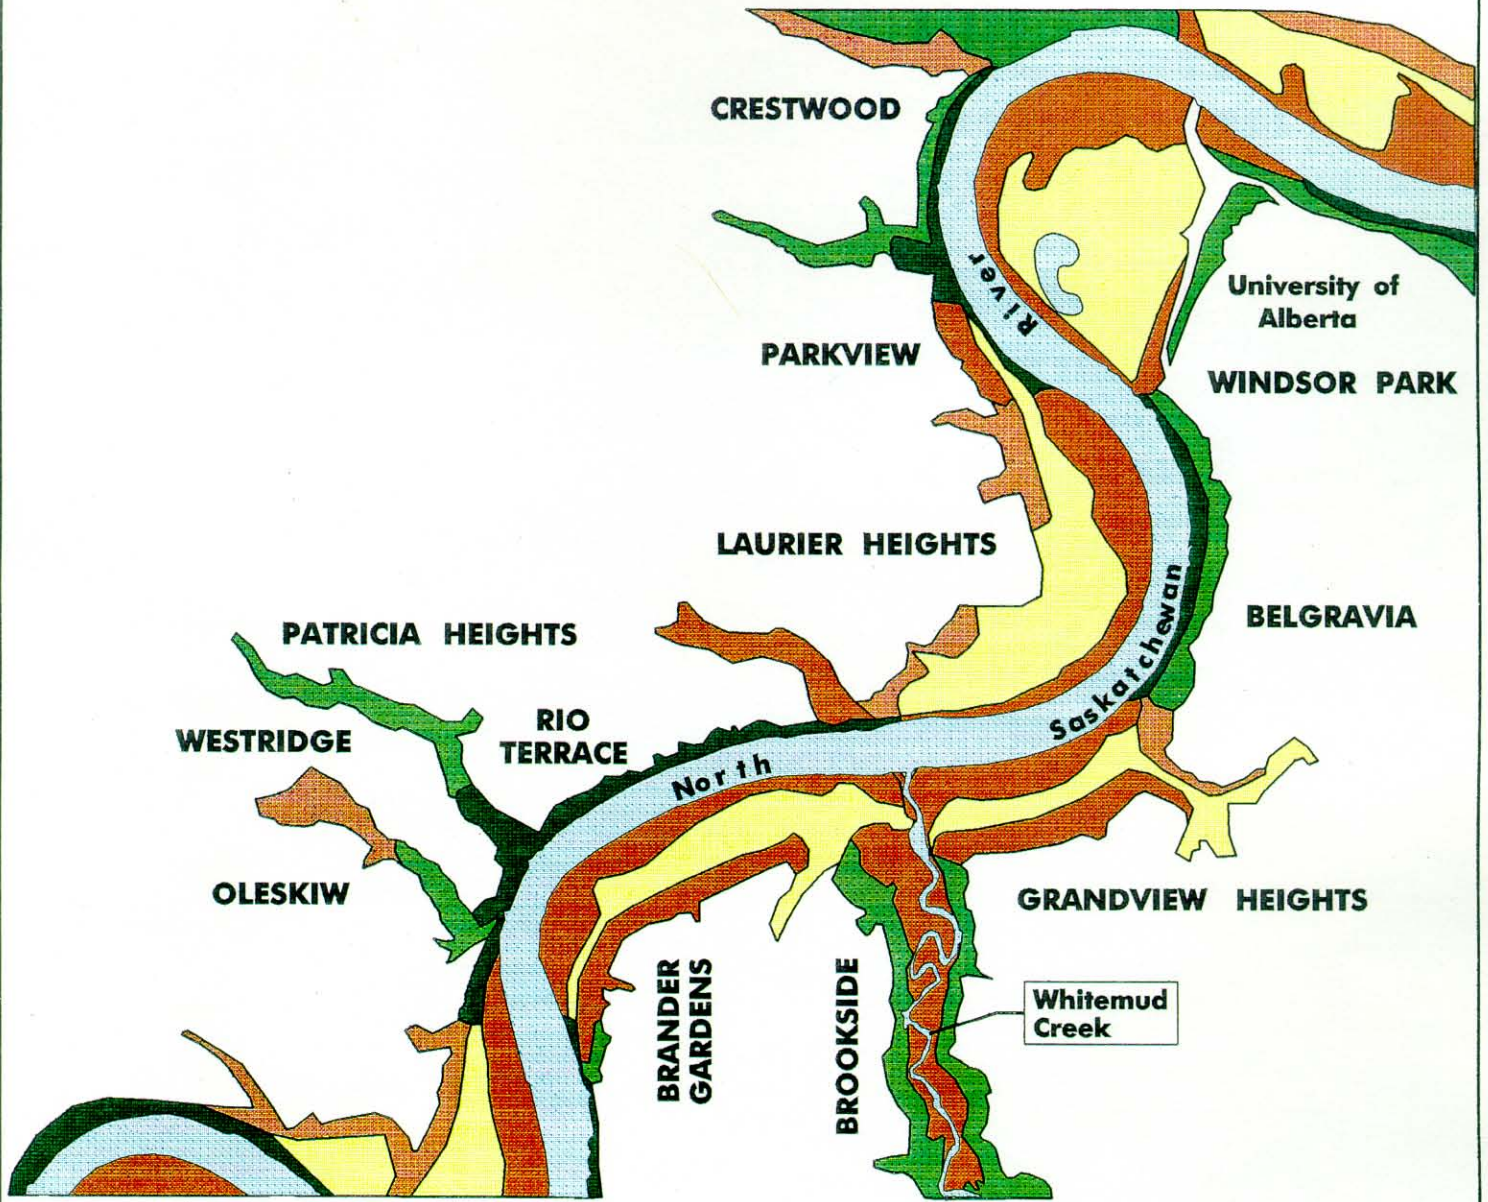 CRESTWOOD
River
University of
Alberta
PARKVIEW
WINDSOR PARK
LAURIER HEIGHTS
BELGRAVIA
PATRICIA HEIGHTS
RIO
TERRACE
WESTRIDGE
North Saskatchewan
OLESKIW
GRANDVIEW HEIGHTS
BRANDER
GARDENS
BROOKSIDE
Whitemud
Creek